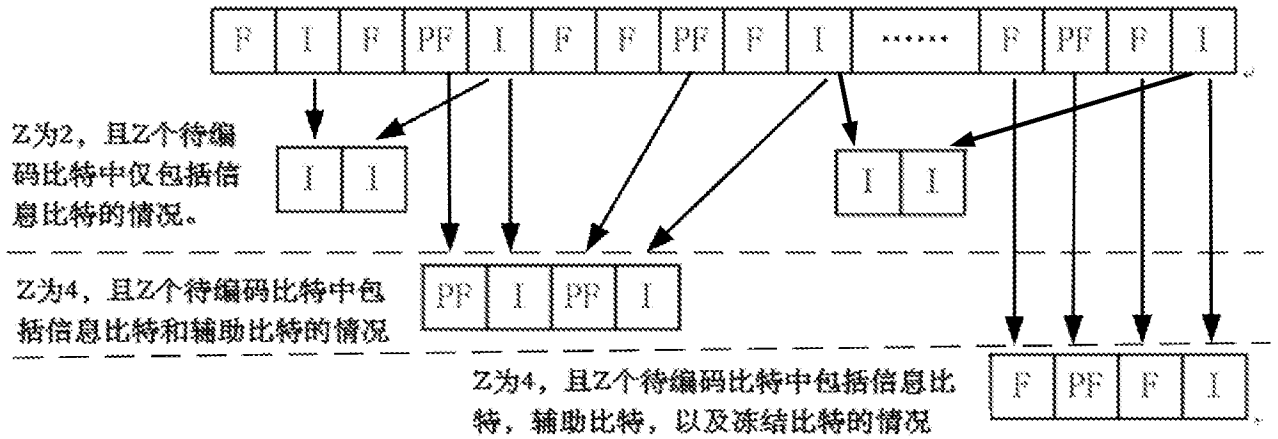 F I F PF I F F PF F I ······ F PF F I
Z为2，且Z个待编
码比特中仅包括信
息比特的情况。
I I
I I
Z为4，且Z个待编码比特中包
括信息比特和辅助比特的情况
PF I PF I
Z为4，且Z个待编码比特中包括信息比
特，辅助比特，以及冻结比特的情况
F PF F I